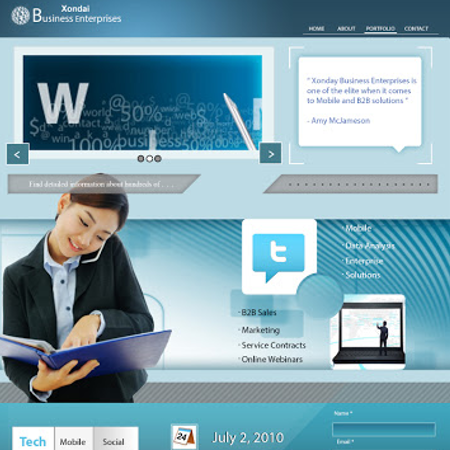 Xondai
Business Enterprises
HOME ABOUT PORTFOLIO CONTACT
" Xonday Business Enterprises is
one of the elite when it comes
to Mobile and B2B solutions "
- Amy McJameson
W
world
@
50%
contact
win
$
business
< >
Find detailed information about hundreds of . . .
· Mobile
· Data Analysis
· Enterprise
· Solutions
t
· B2B Sales
· Marketing
· Service Contracts
· Online Webinars
Name *
Email *
Tech Mobile Social
24
July 2, 2010